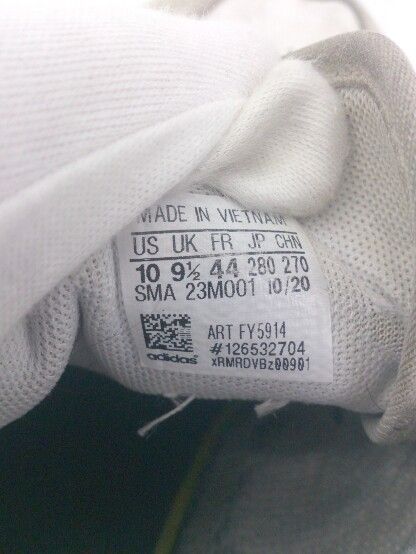 MADE IN VIETNAM
US UK FR JP CHN
10 9½ 44 280 270
SMA 23M001 10/20
ART FY5914
#126532704
adidas xRMRDVBz00901